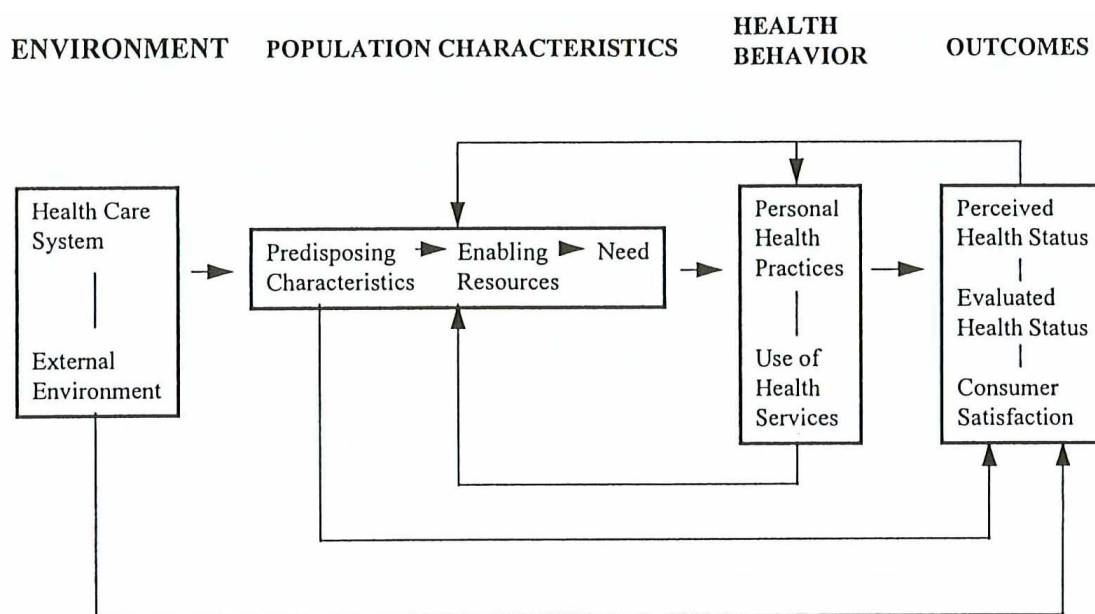 ENVIRONMENT
POPULATION CHARACTERISTICS
HEALTH
BEHAVIOR
OUTCOMES
Health Care
System
External
Environment
Predisposing
Characteristics
Enabling
Resources
Need
Personal
Health
Practices
Use of
Health
Services
Perceived
Health Status
Evaluated
Health Status
Consumer
Satisfaction